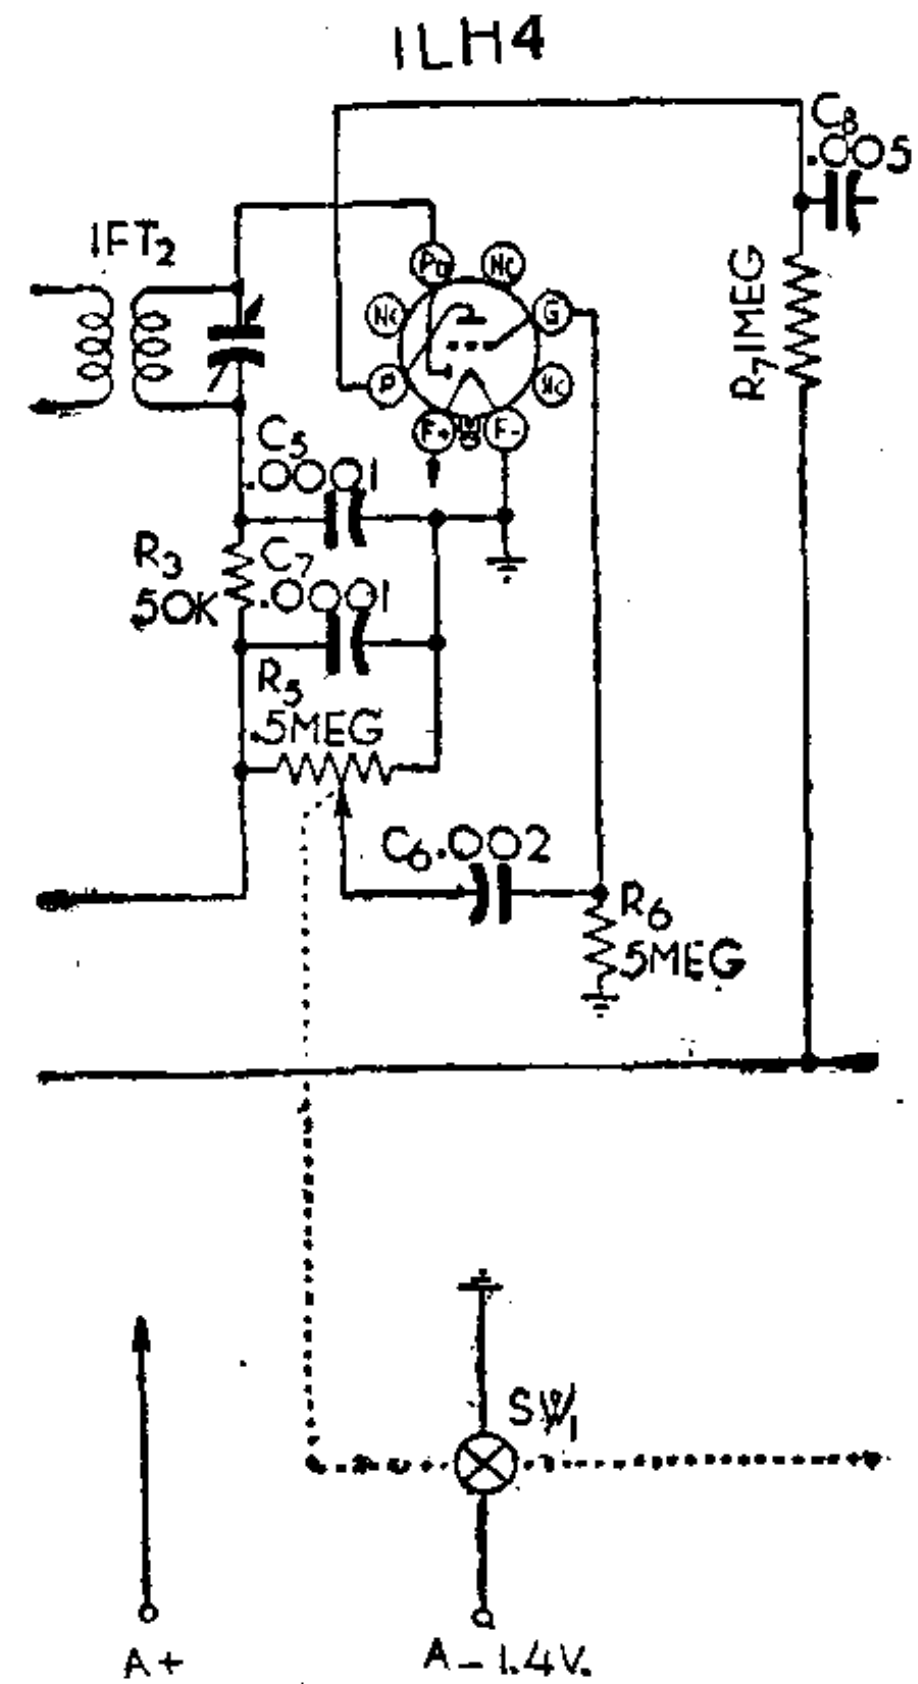 1LH4
C8
.005
IFT2
PD
NC
NC
G
P
NC
F+
F-
R7 1MEG
C5
.0001
R3
50K
C7
.0001
R5
.5MEG
C6 .002
R6
.5MEG
SW1
A+
A- 1.4V.